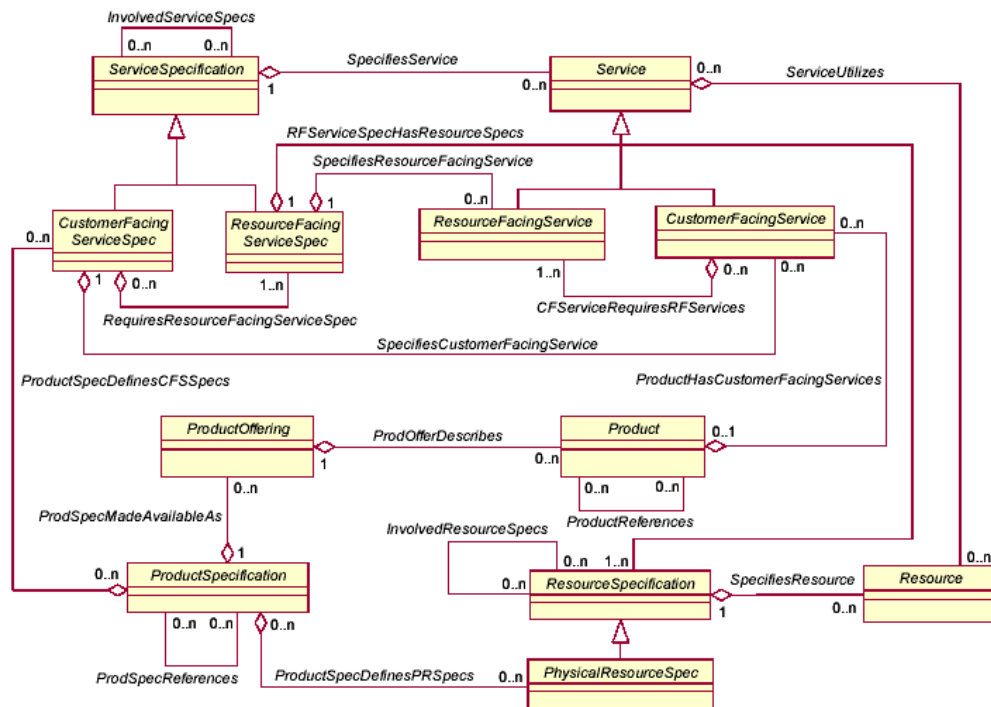 InvolvedServiceSpecs
0..n 0..n
ServiceSpecification
1
SpecifiesService
0..n
Service
0..n
ServiceUtilizes
RFServiceSpecHasResourceSpecs
SpecifiesResourceFacingService
1 1
0..n
CustomerFacing
ServiceSpec
ResourceFacing
ServiceSpec
ResourceFacingService
CustomerFacingService
0..n
0..n
1
0..n
1..n
1..n
0..n
0..n
RequiresResourceFacingServiceSpec
CFServiceRequiresRFServices
SpecifiesCustomerFacingService
ProductSpecDefinesCFSSpecs
ProductHasCustomerFacingServices
ProductOffering
1
ProdOfferDescribes
0..n
Product
0..1
0..n
0..n 0..n
ProductReferences
ProdSpecMadeAvailableAs
1
InvolvedResourceSpecs
0..n
1..n
0..n
0..n
0..n
ProductSpecification
ResourceSpecification
1
SpecifiesResource
0..n
Resource
0..n 0..n
ProdSpecReferences
0..n
ProductSpecDefinesPRSpecs
0..n
PhysicalResourceSpec